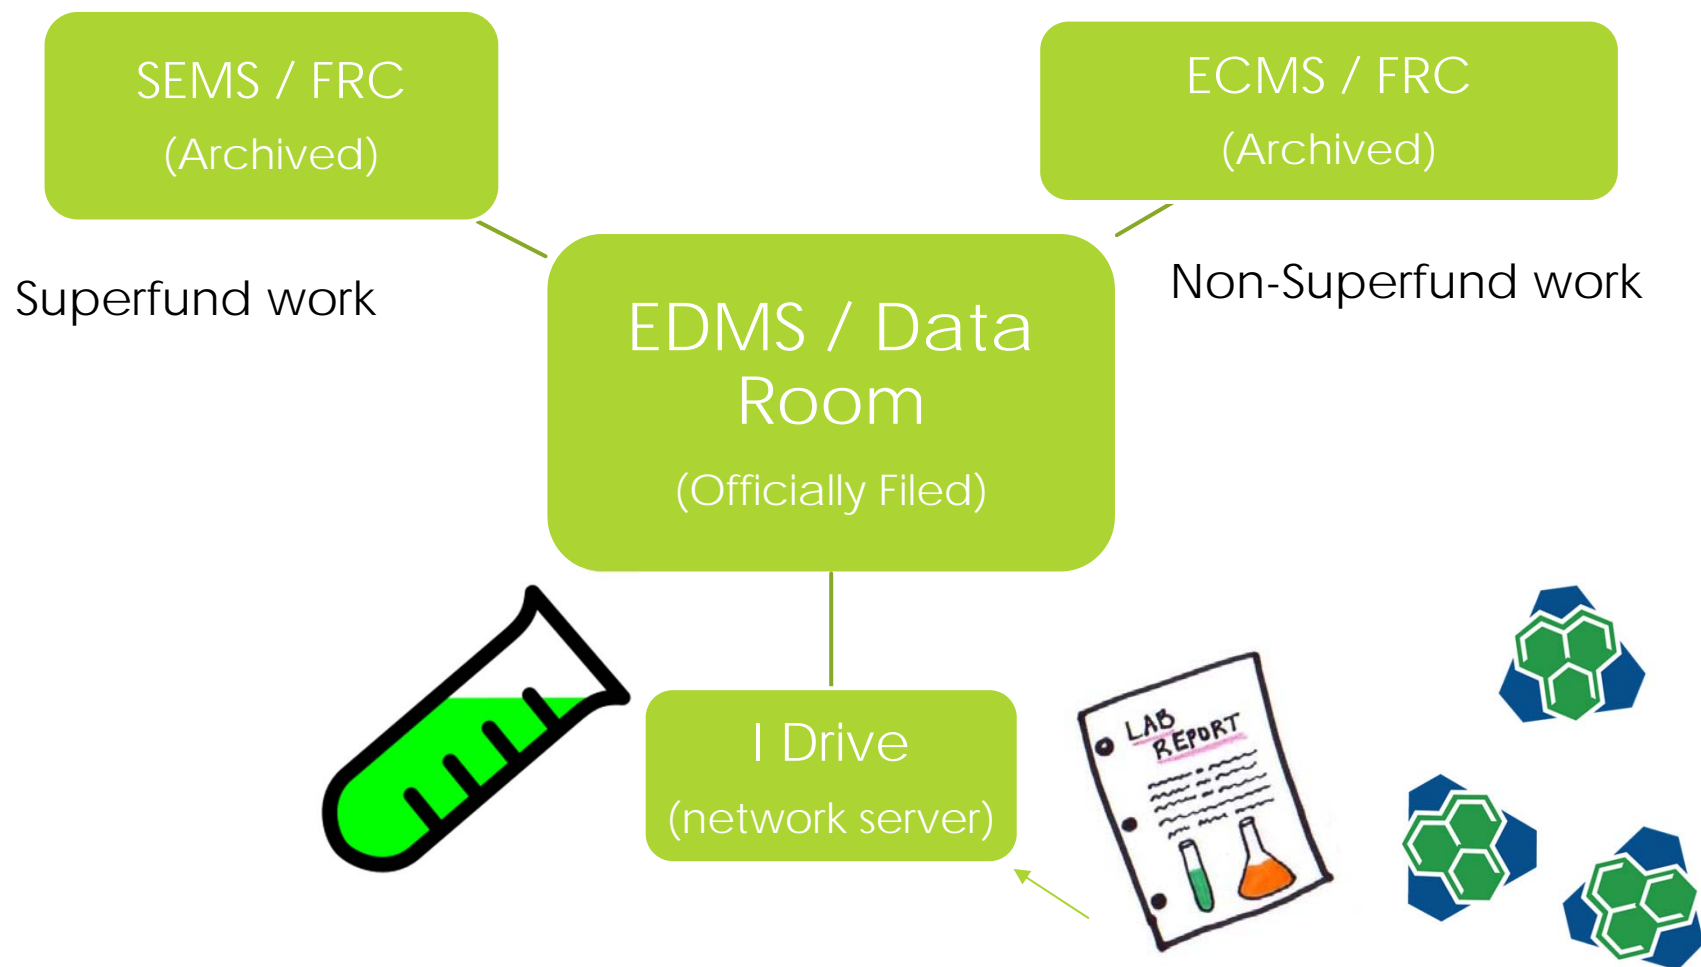 SEMS / FRC
(Archived)
ECMS / FRC
(Archived)
Superfund work
Non-Superfund work
EDMS / Data
Room
(Officially Filed)
I Drive
(network server)
LAB
REPORT